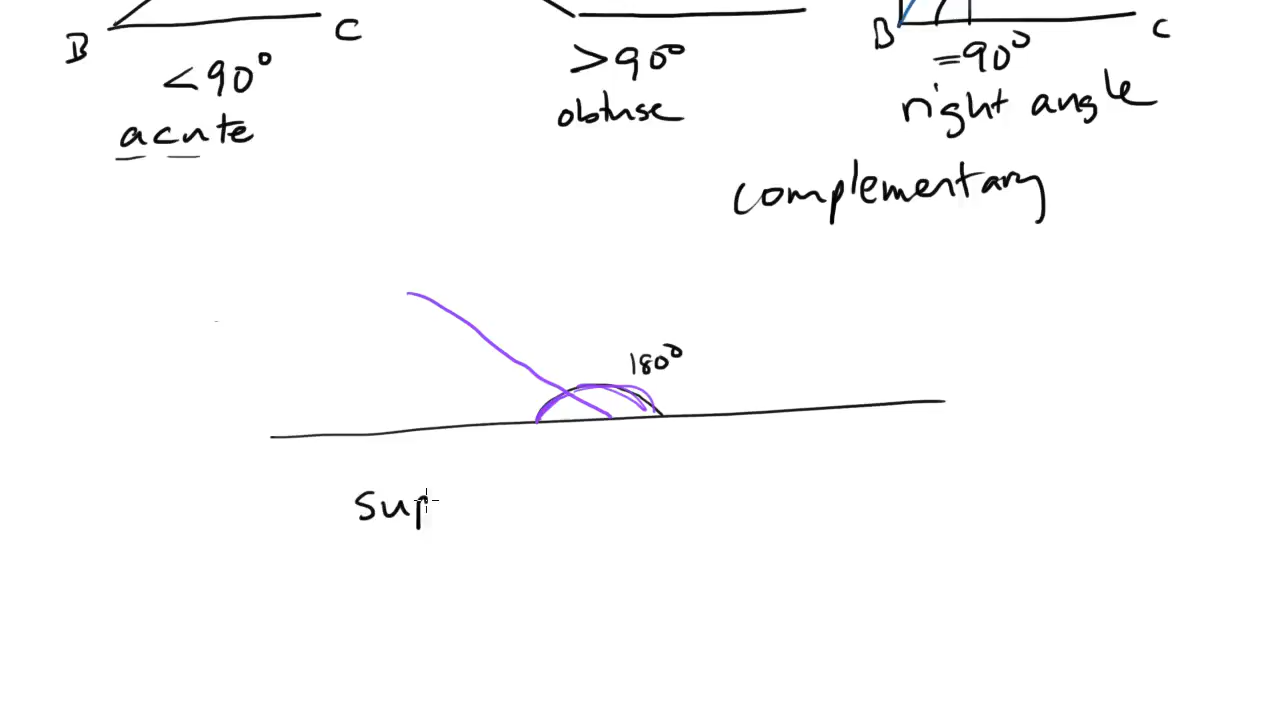 B C B C
<90° >90° =90°
acute obtuse right angle
complementary
180°
sup